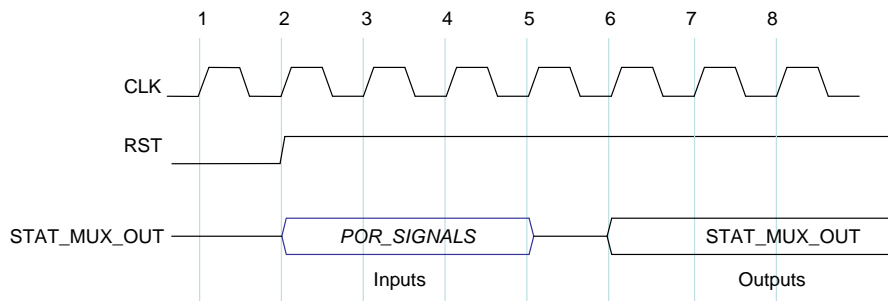 1 2 3 4 5 6 7 8
CLK
RST
STAT_MUX_OUT POR_SIGNALS STAT_MUX_OUT
Inputs Outputs